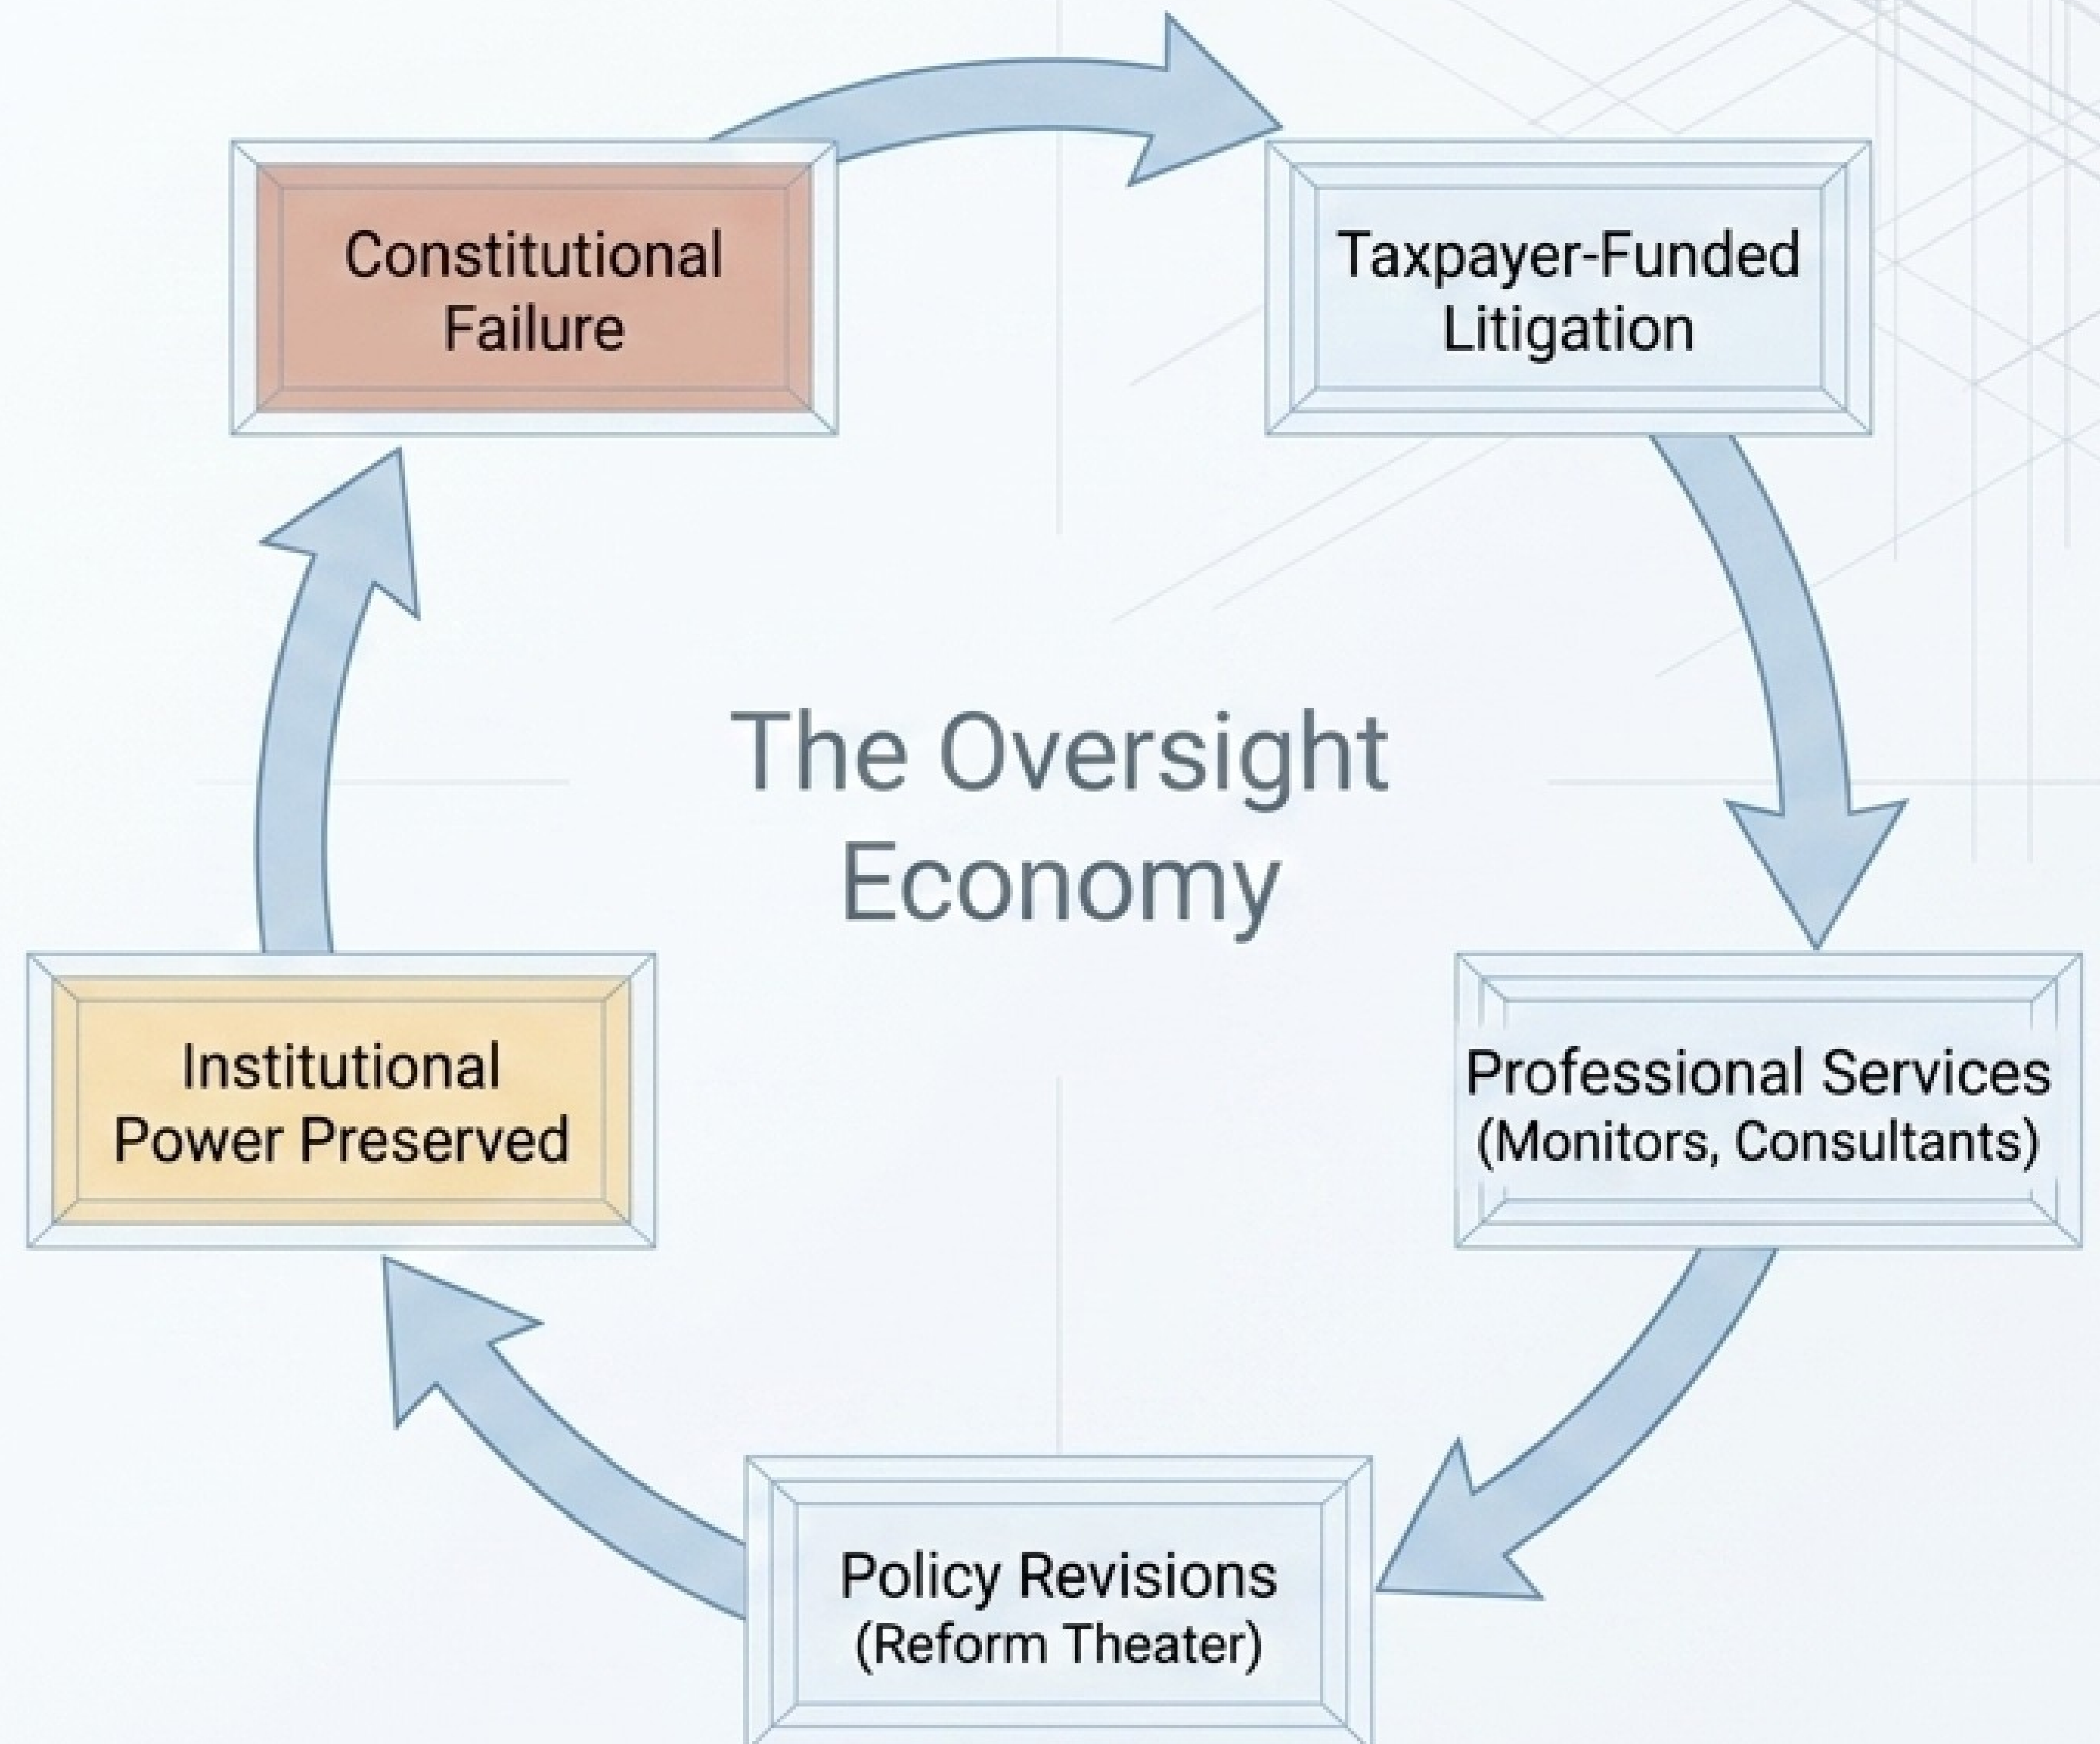 Constitutional
Failure
Taxpayer-Funded
Litigation
The Oversight
Economy
Institutional
Power Preserved
Professional Services
(Monitors, Consultants)
Policy Revisions
(Reform Theater)